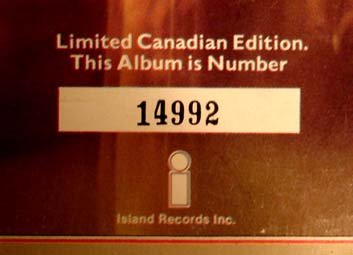 Limited Canadian Edition.
This Album is Number
14992
Island Records Inc.